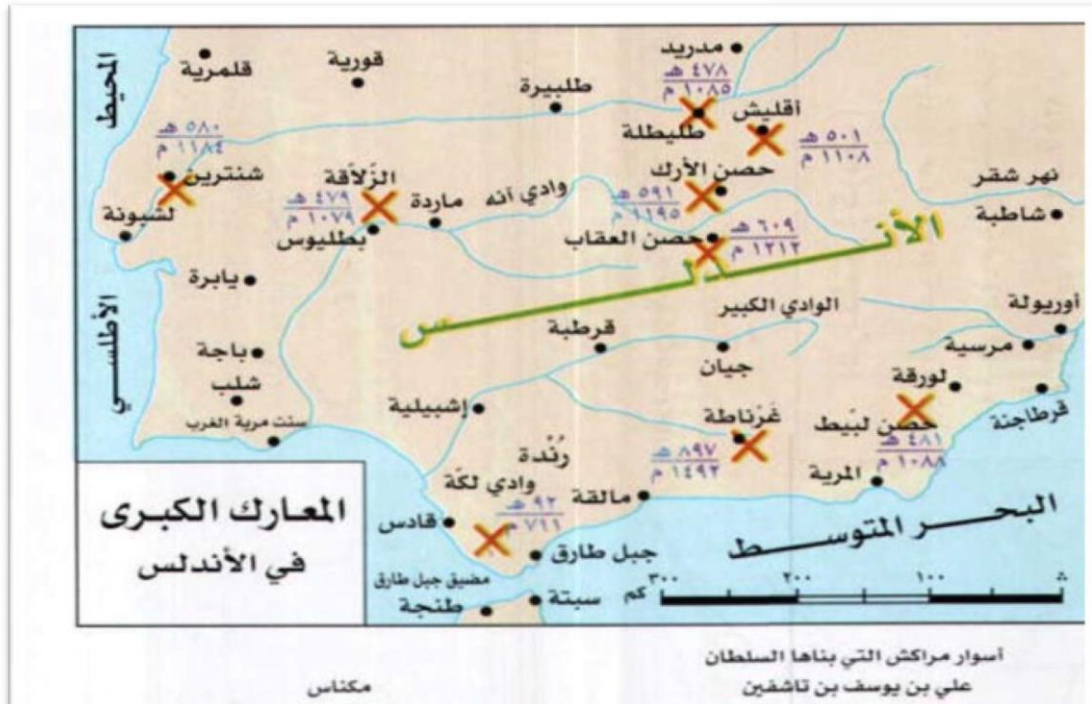 المحيط
الأطلسي
قلمرية
قورية
طلبيرة
مدريد
٤٧٨ هـ
١٠٨٥ م
طليطلة
أقليش
٥٠١ هـ
١١٠٨ م
٥٨٠ هـ
١١٨٤ م
شنترين
لشبونة
الزلاقة
٤٧٩ هـ
١٠٧٩ م
بطليوس
ماردة
وادي آنه
حصن الأرك
٥٩١ هـ
١١٩٥ م
٦٠٩ هـ
١٢١٢ م
حصن العقاب
نهر شقر
شاطبة
الأندلس
يابرة
باجة
شلب
سنت مرية الغرب
قرطبة
الوادي الكبير
جيان
إشبيلية
أوريولة
مرسية
لورقة
قرطاجنة
حصن لبيط
٤٨١ هـ
١٠٨٨ م
غَرْناطة
٨٩٧ هـ
١٤٩٢ م
المرية
مالقة
رُنْدة
وادي لكّة
٩٢ هـ
٧١١ م
قادس
جبل طارق
مضيق جبل طارق
طنجة
سبتة
البحر المتوسط
كم ٣٠٠ ٢٠٠ ١٠٠
المعارك الكبرى
في الأندلس
أسوار مراكش التي بناها السلطان
علي بن يوسف بن تاشفين
مكناس